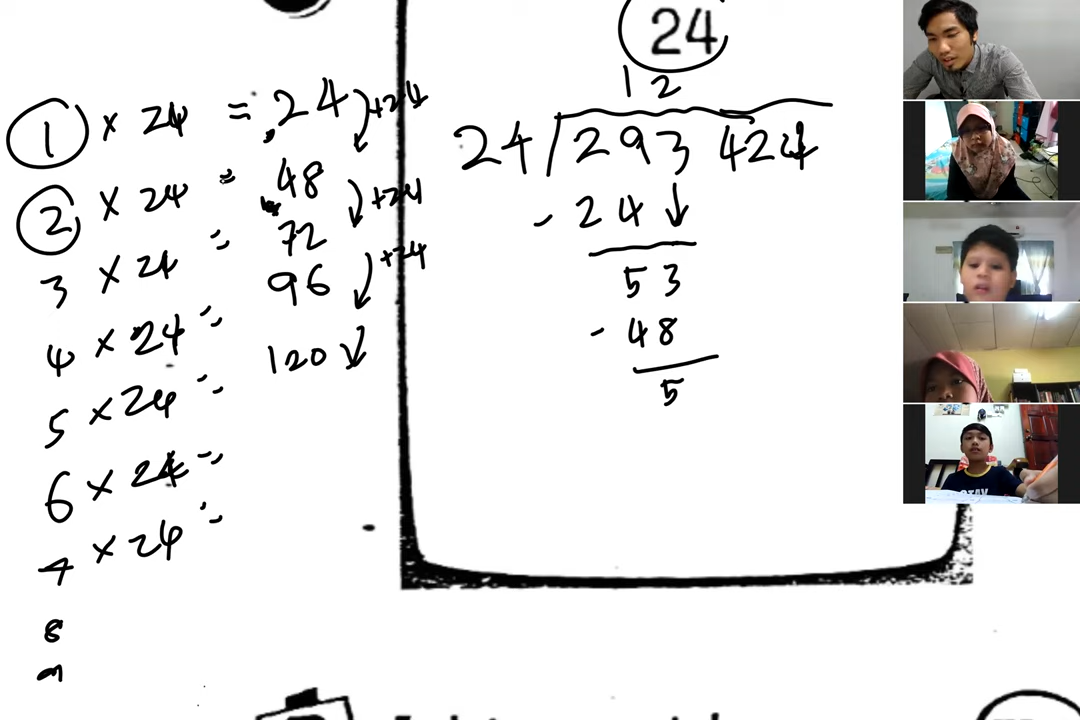 24
1 × 24 = 24 +24
2 × 24 = 48 +24
3 × 24 = 72 +24
4 × 24 = 96
5 × 24 = 120
6 × 24 =
7 × 24 =
8
9
12
24 293 424
- 24
53
- 48
5